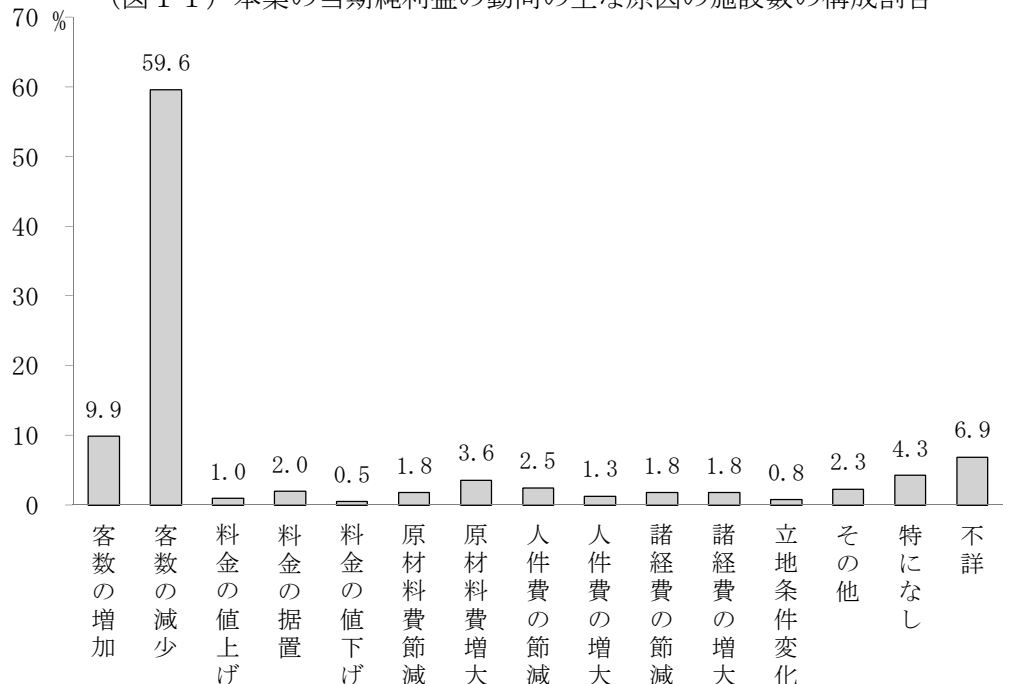 (図11)本業の当期純利益の動向の主な原因の施設数の構成割合
%
70
60
50
40
30
20
10
0
9.9
59.6
1.0
2.0
0.5
1.8
3.6
2.5
1.3
1.8
1.8
0.8
2.3
4.3
6.9
客数の増加
客数の減少
料金の値上げ
料金の据置
料金の値下げ
原材料費節減
原材料費増大
人件費の節減
人件費の増大
諸経費の節減
諸経費の増大
立地条件変化
その他
特になし
不詳